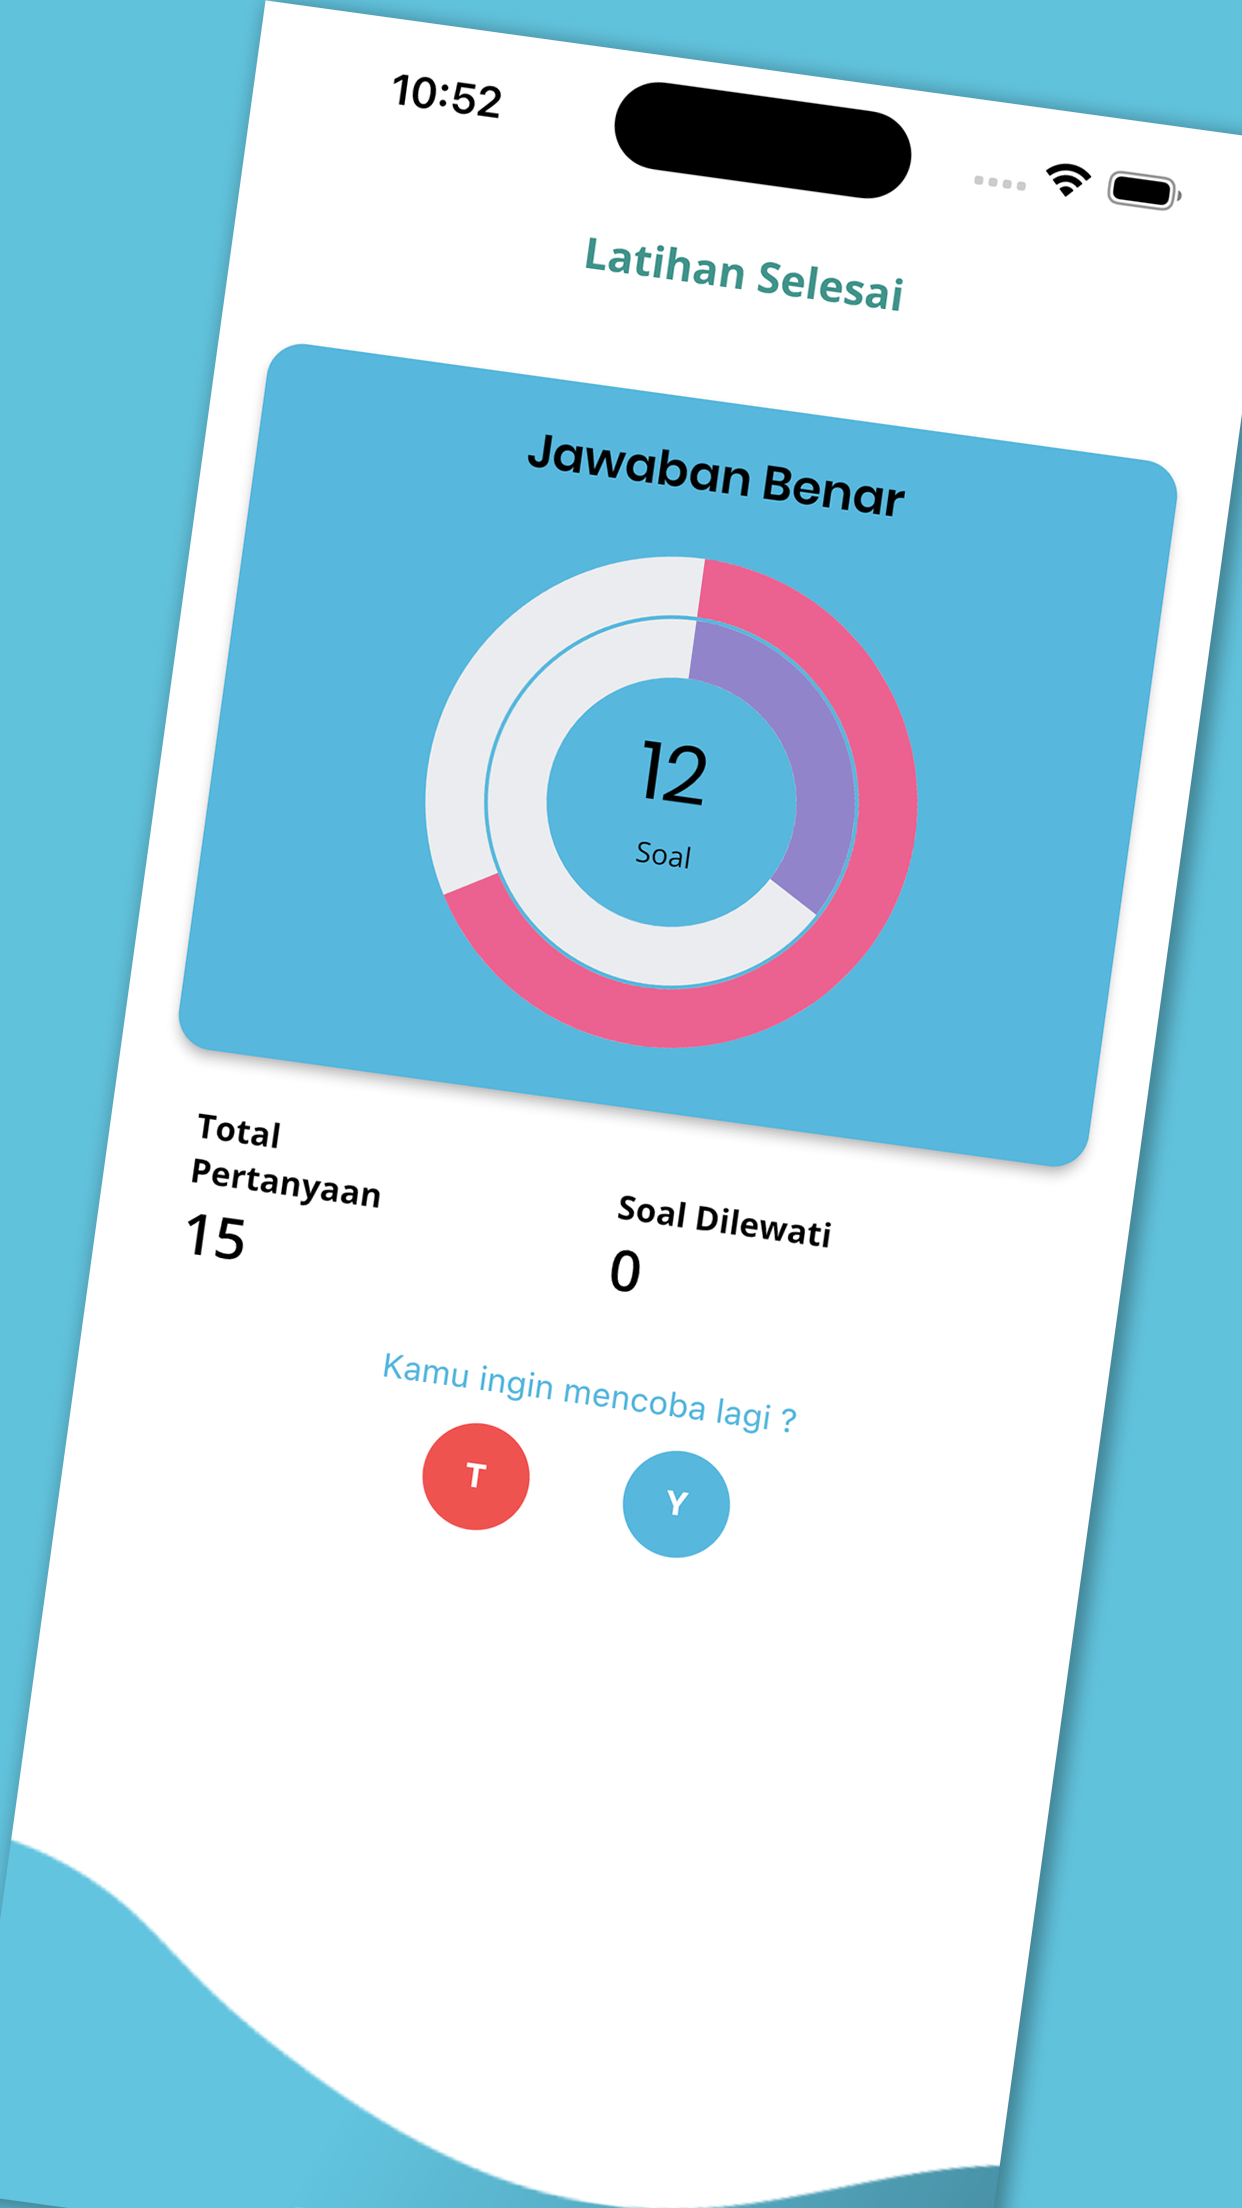 10:52
Latihan Selesai
Jawaban Benar
12
Soal
Total
Pertanyaan
15
Soal Dilewati
0
Kamu ingin mencoba lagi ?
T
Y